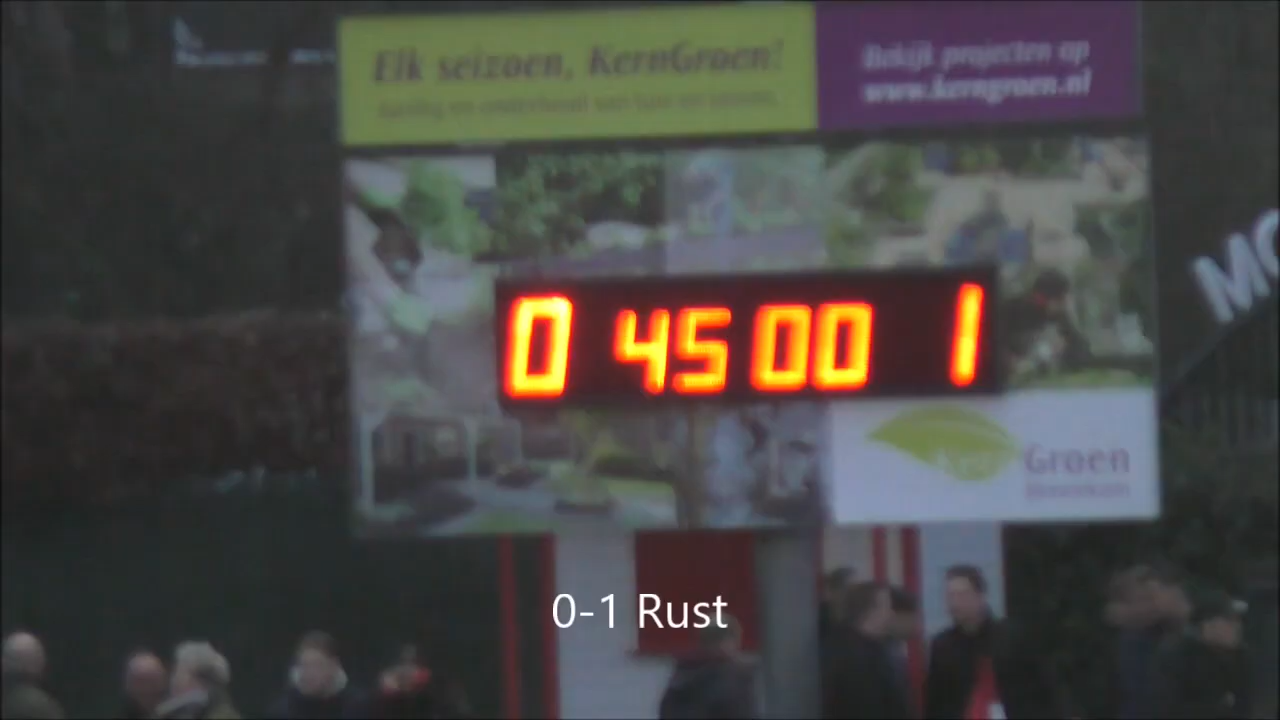 Elk seizoen, KernGroen!
Bekijk projecten op
www.kerngroen.nl
0 45 00 1
Groen
0-1 Rust